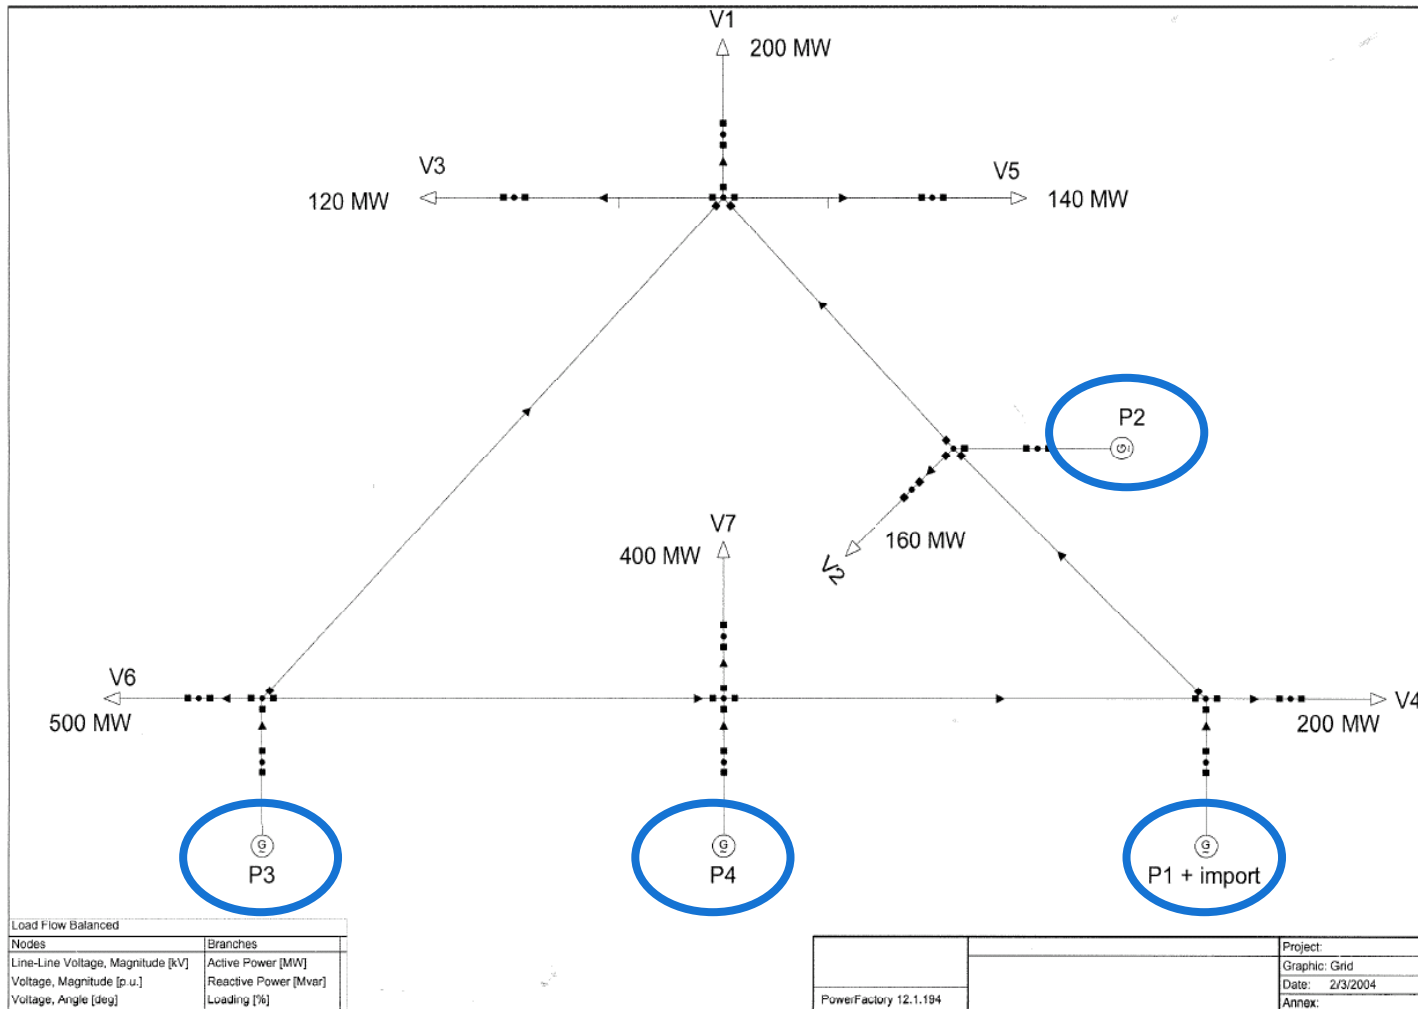 V1
200 MW
V3
V5
120 MW
140 MW
P2
G
V7
160 MW
400 MW
V2
V6
V4
500 MW
200 MW
G
G
G
P3
P4
P1 + import
Load Flow Balanced
Nodes
Branches
Line-Line Voltage, Magnitude [kV]
Active Power [MW]
Voltage, Magnitude [p.u.]
Reactive Power [Mvar]
Voltage, Angle [deg]
Loading [%]
PowerFactory 12.1.194
Project:
Graphic: Grid
Date: 2/3/2004
Annex: